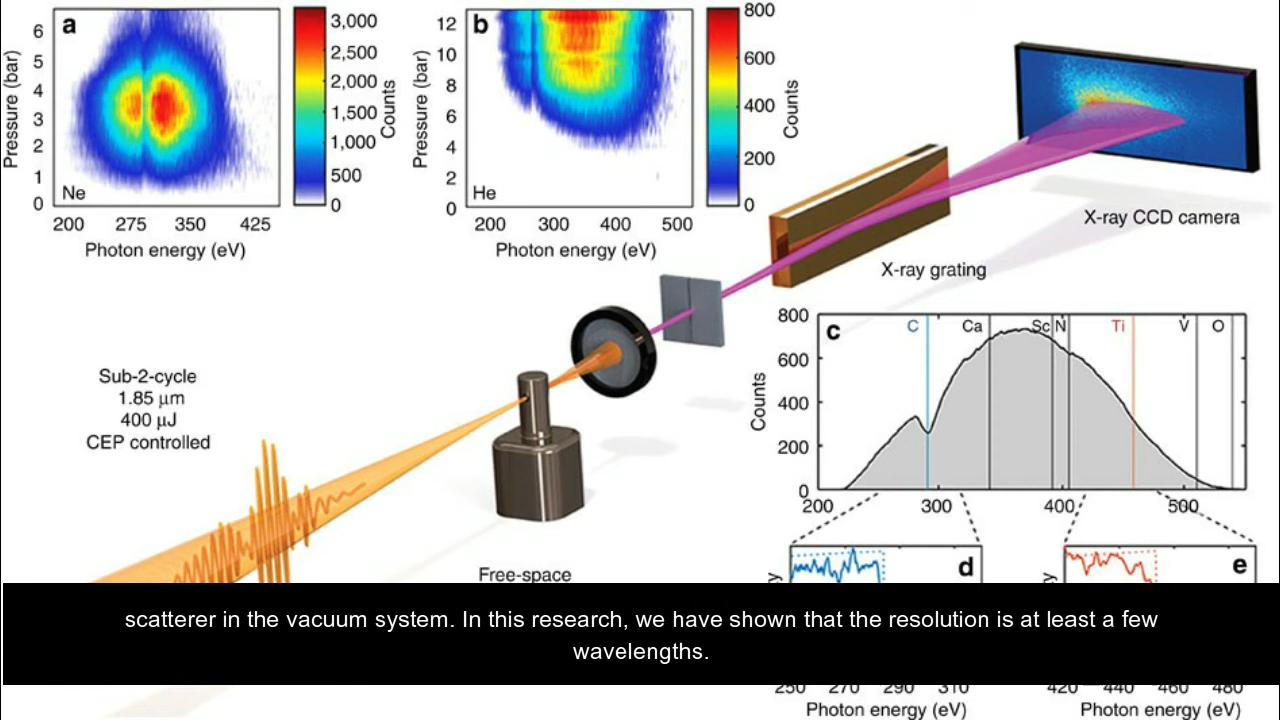 a
6
5
4
3
2
1
0
Pressure (bar)
Ne
200 275 350 425
Photon energy (eV)
3,000
2,500
2,000
1,500
1,000
500
0
Counts
b
12
10
8
6
4
2
0
Pressure (bar)
He
200 300 400 500
Photon energy (eV)
800
600
400
200
0
Counts
X-ray CCD camera
X-ray grating
Sub-2-cycle
1.85 μm
400 μJ
CEP controlled
Free-space
c
C Ca Sc N Ti V O
800
600
400
200
0
Counts
200 300 400 500
d
e
scatterer in the vacuum system. In this research, we have shown that the resolution is at least a few
wavelengths.
250 270 290 310
Photon energy (eV)
420 440 460 480
Photon energy (eV)